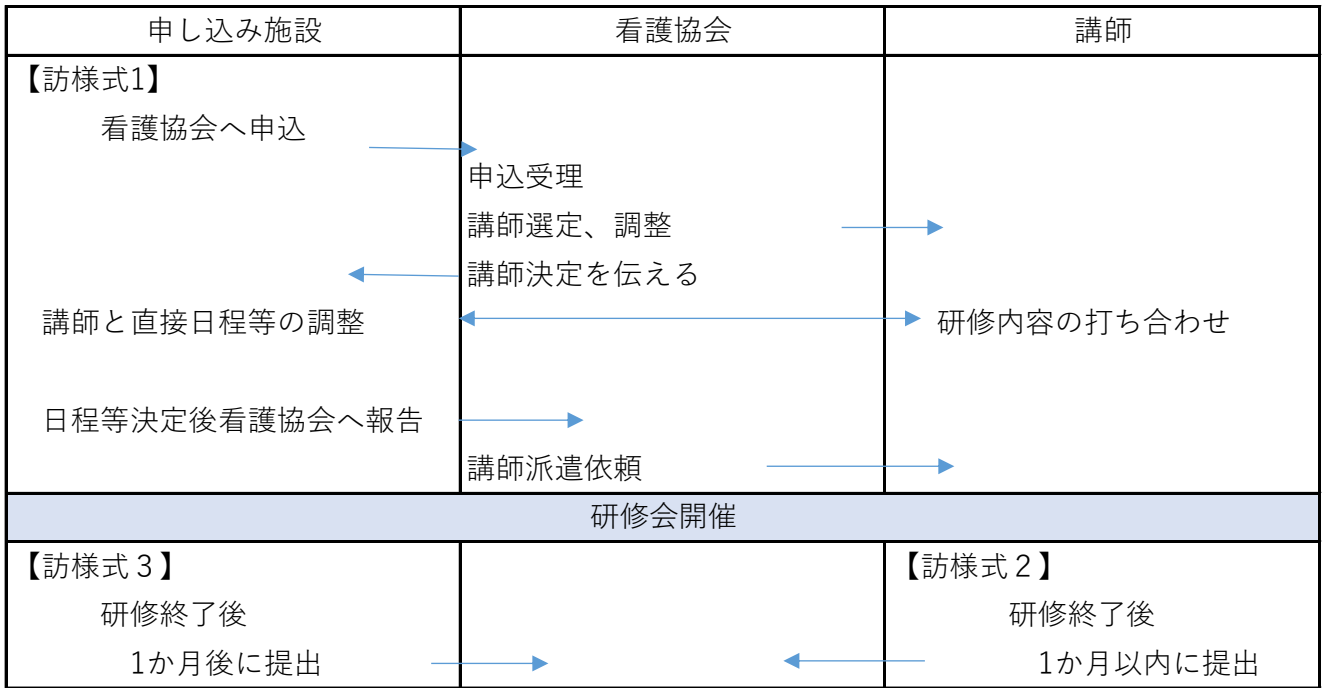 申し込み施設 看護協会 講師
【訪様式1】
看護協会へ申込
申込受理
講師選定、調整
講師決定を伝える
講師と直接日程等の調整 研修内容の打ち合わせ
日程等決定後看護協会へ報告
講師派遣依頼
研修会開催
【訪様式３】 【訪様式２】
研修終了後 研修終了後
1か月後に提出 1か月以内に提出